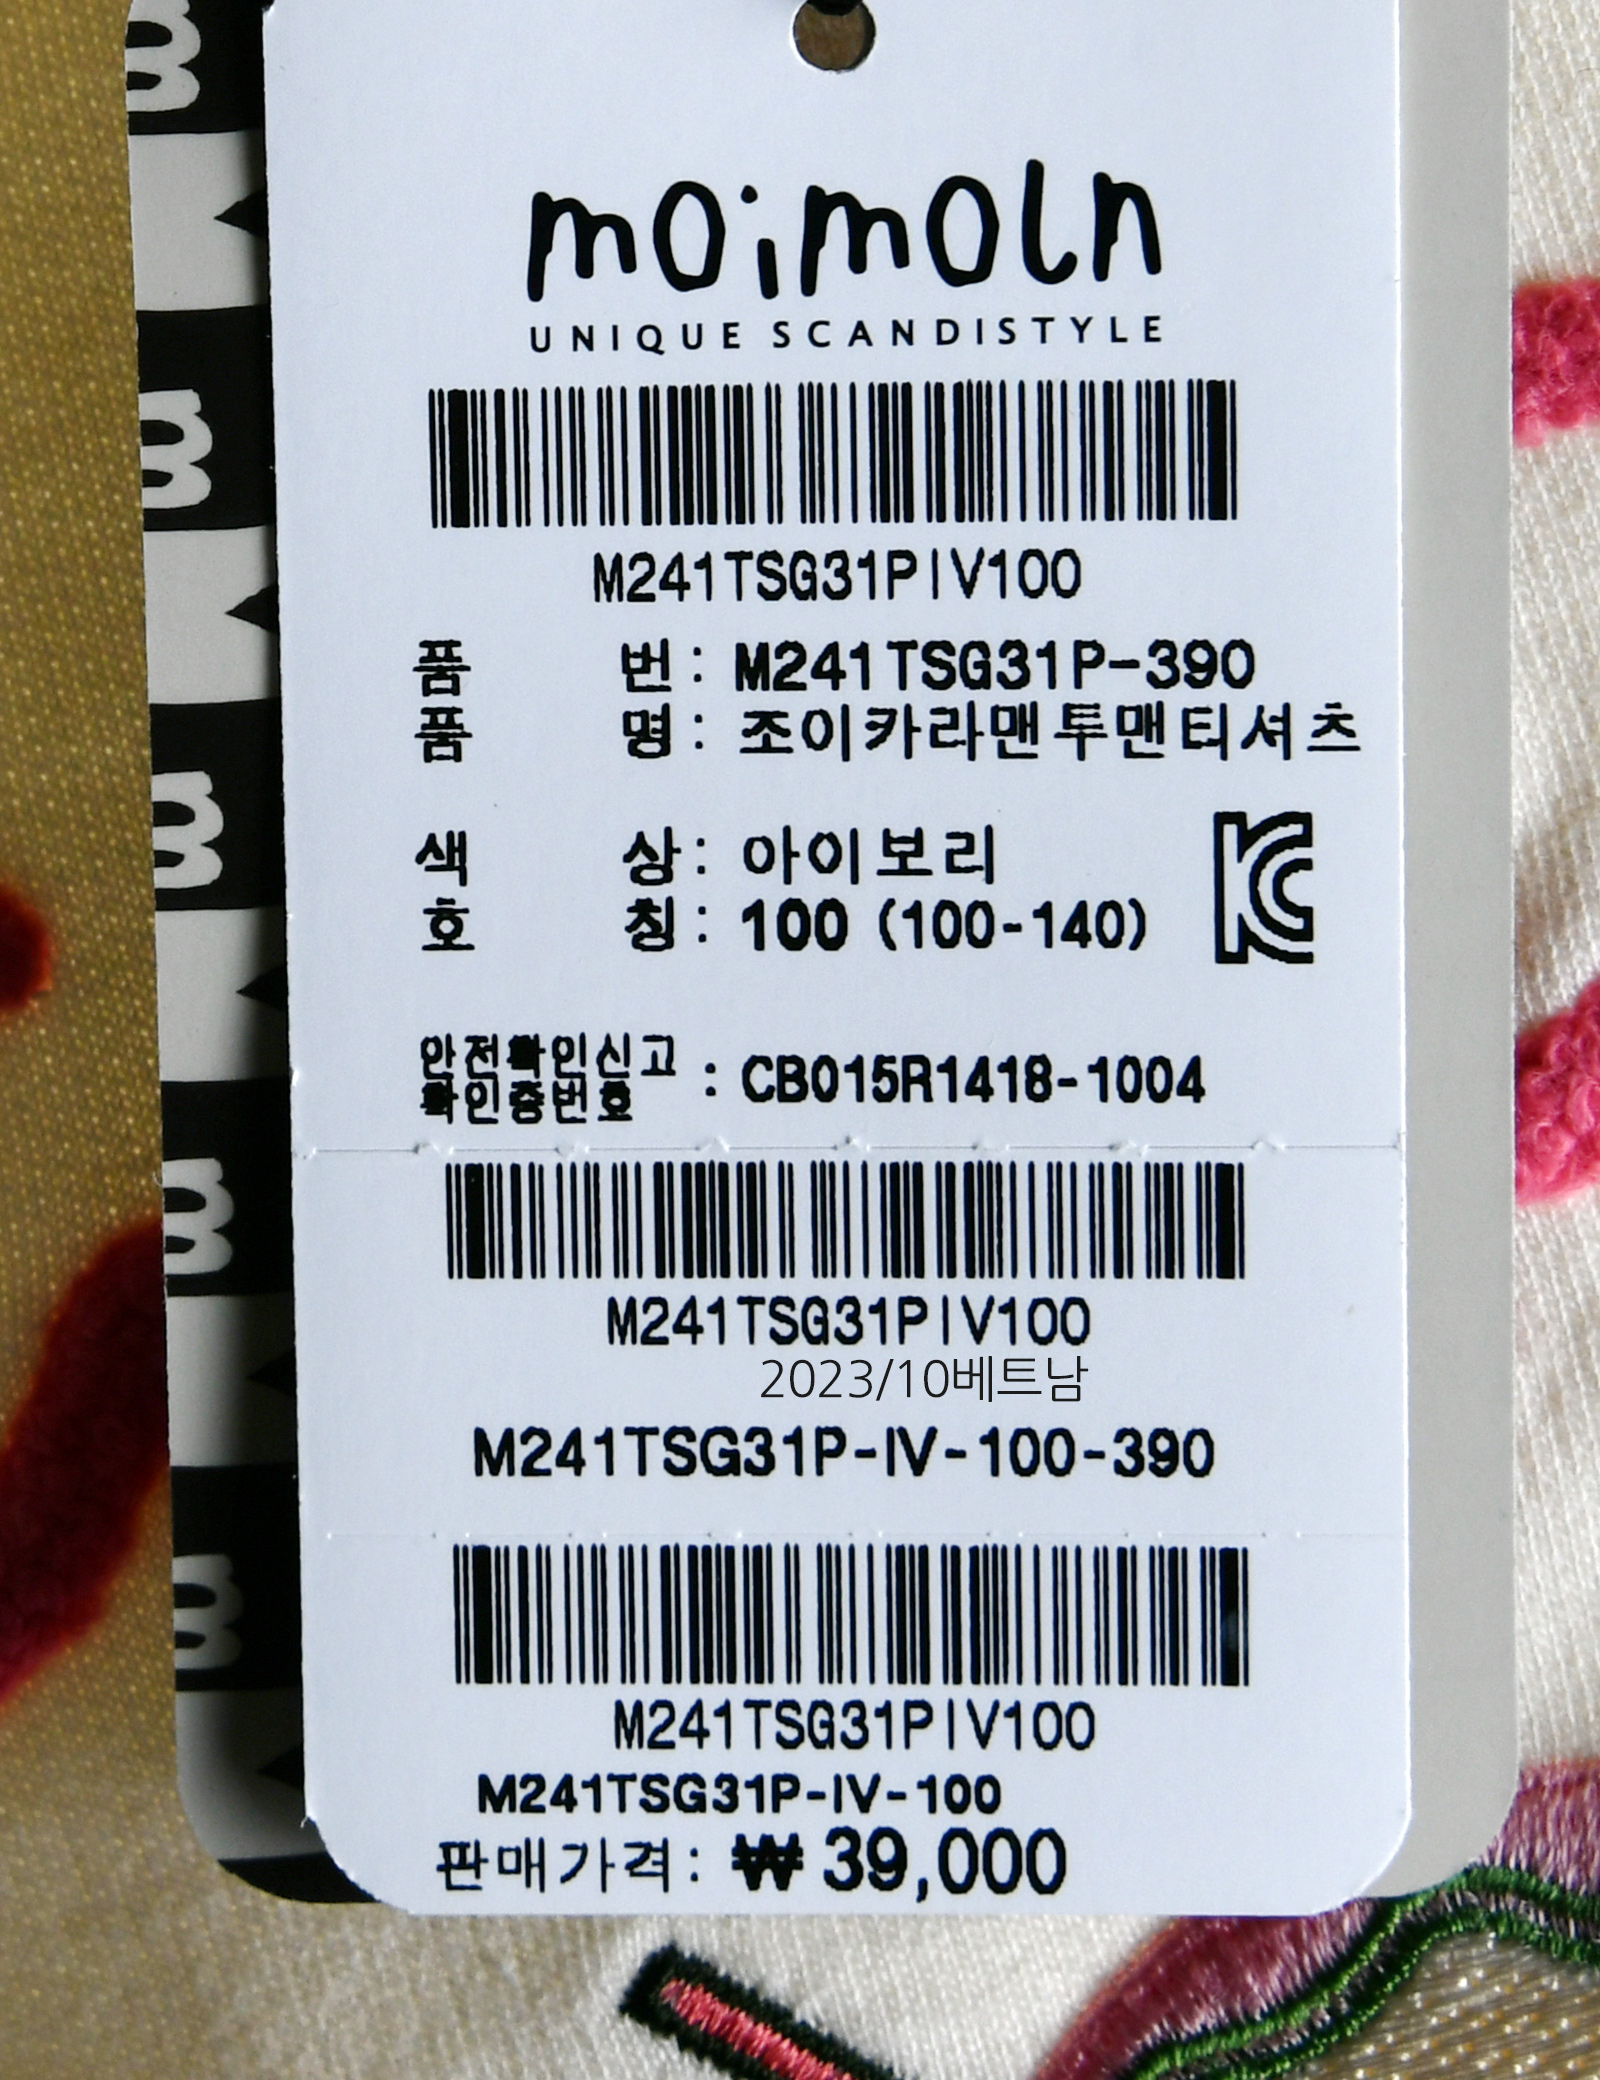 moimoln
UNIQUE SCANDISTYLE
M241TSG31PIV100
품 번 : M241TSG31P-390
품 명 : 조이카라맨투맨티셔츠
색 상 : 아이보리
호 칭 : 100 (100-140)
안전확인신고
확인증번호 : CB015R1418-1004
M241TSG31PIV100
2023/10베트남
M241TSG31P-IV-100-390
M241TSG31PIV100
M241TSG31P-IV-100
판매가격: ₩ 39,000